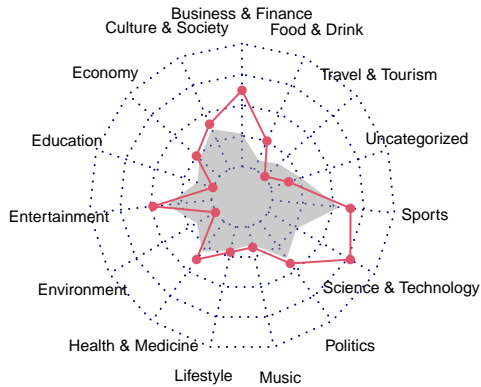 Business & Finance
Culture & Society
Food & Drink
Economy
Travel & Tourism
Education
Uncategorized
Entertainment
Sports
Environment
Science & Technology
Health & Medicine
Politics
Lifestyle
Music